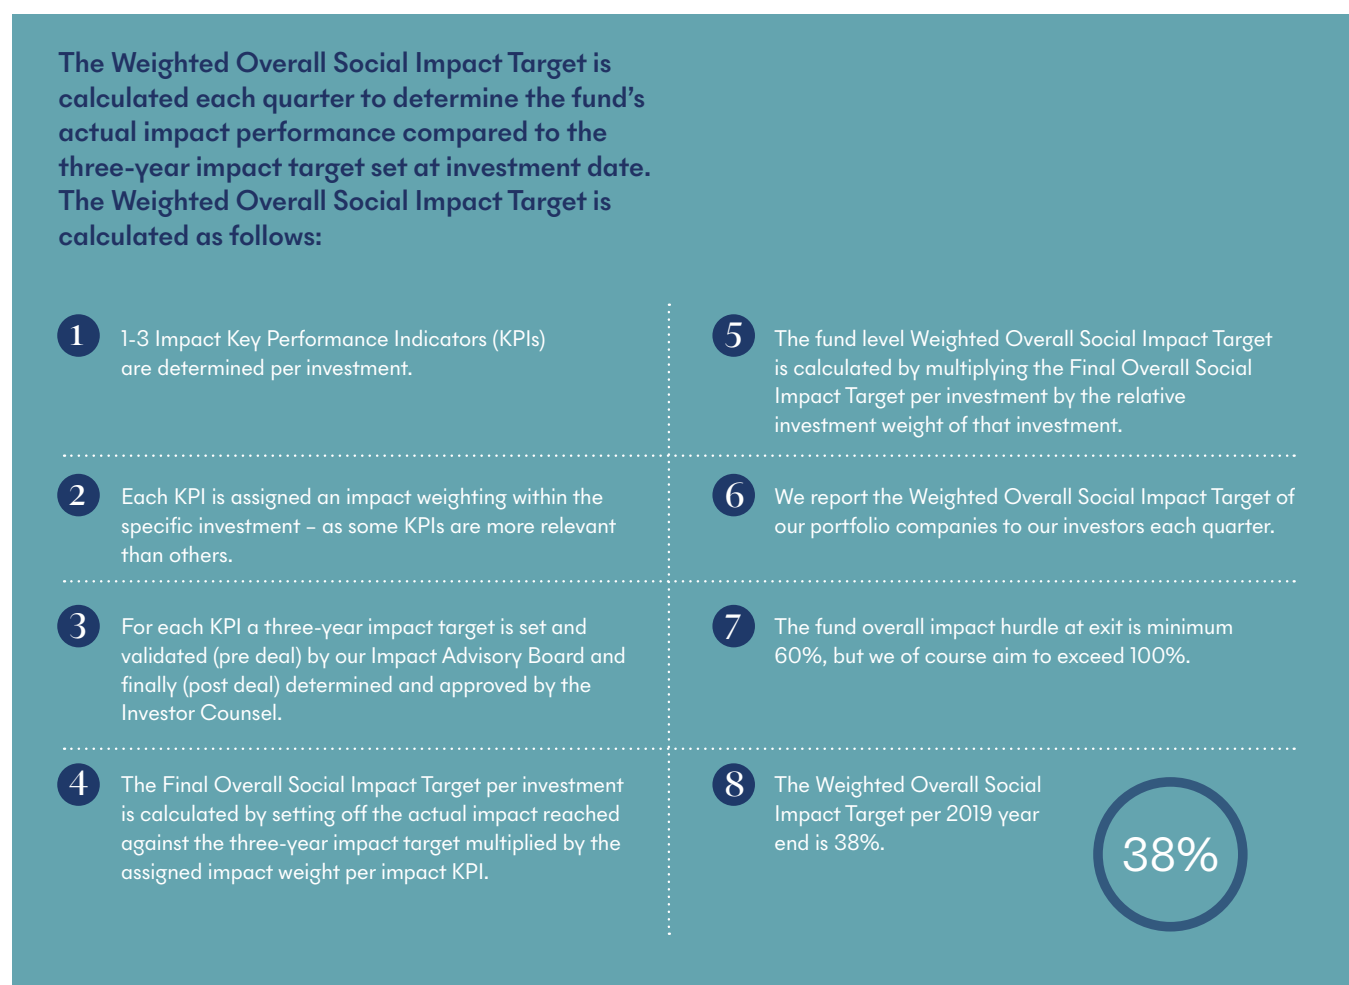 The Weighted Overall Social Impact Target is
calculated each quarter to determine the fund's
actual impact performance compared to the
three-year impact target set at investment date.
The Weighted Overall Social Impact Target is
calculated as follows:
1
1-3 Impact Key Performance Indicators (KPIs)
are determined per investment.
2
Each KPI is assigned an impact weighting within the
specific investment – as some KPIs are more relevant
than others.
3
For each KPI a three-year impact target is set and
validated (pre deal) by our Impact Advisory Board and
finally (post deal) determined and approved by the
Investor Counsel.
4
The Final Overall Social Impact Target per investment
is calculated by setting off the actual impact reached
against the three-year impact target multiplied by the
assigned impact weight per impact KPI.
5
The fund level Weighted Overall Social Impact Target
is calculated by multiplying the Final Overall Social
Impact Target per investment by the relative
investment weight of that investment.
6
We report the Weighted Overall Social Impact Target of
our portfolio companies to our investors each quarter.
7
The fund overall impact hurdle at exit is minimum
60%, but we of course aim to exceed 100%.
8
The Weighted Overall Social
Impact Target per 2019 year
end is 38%.
38%